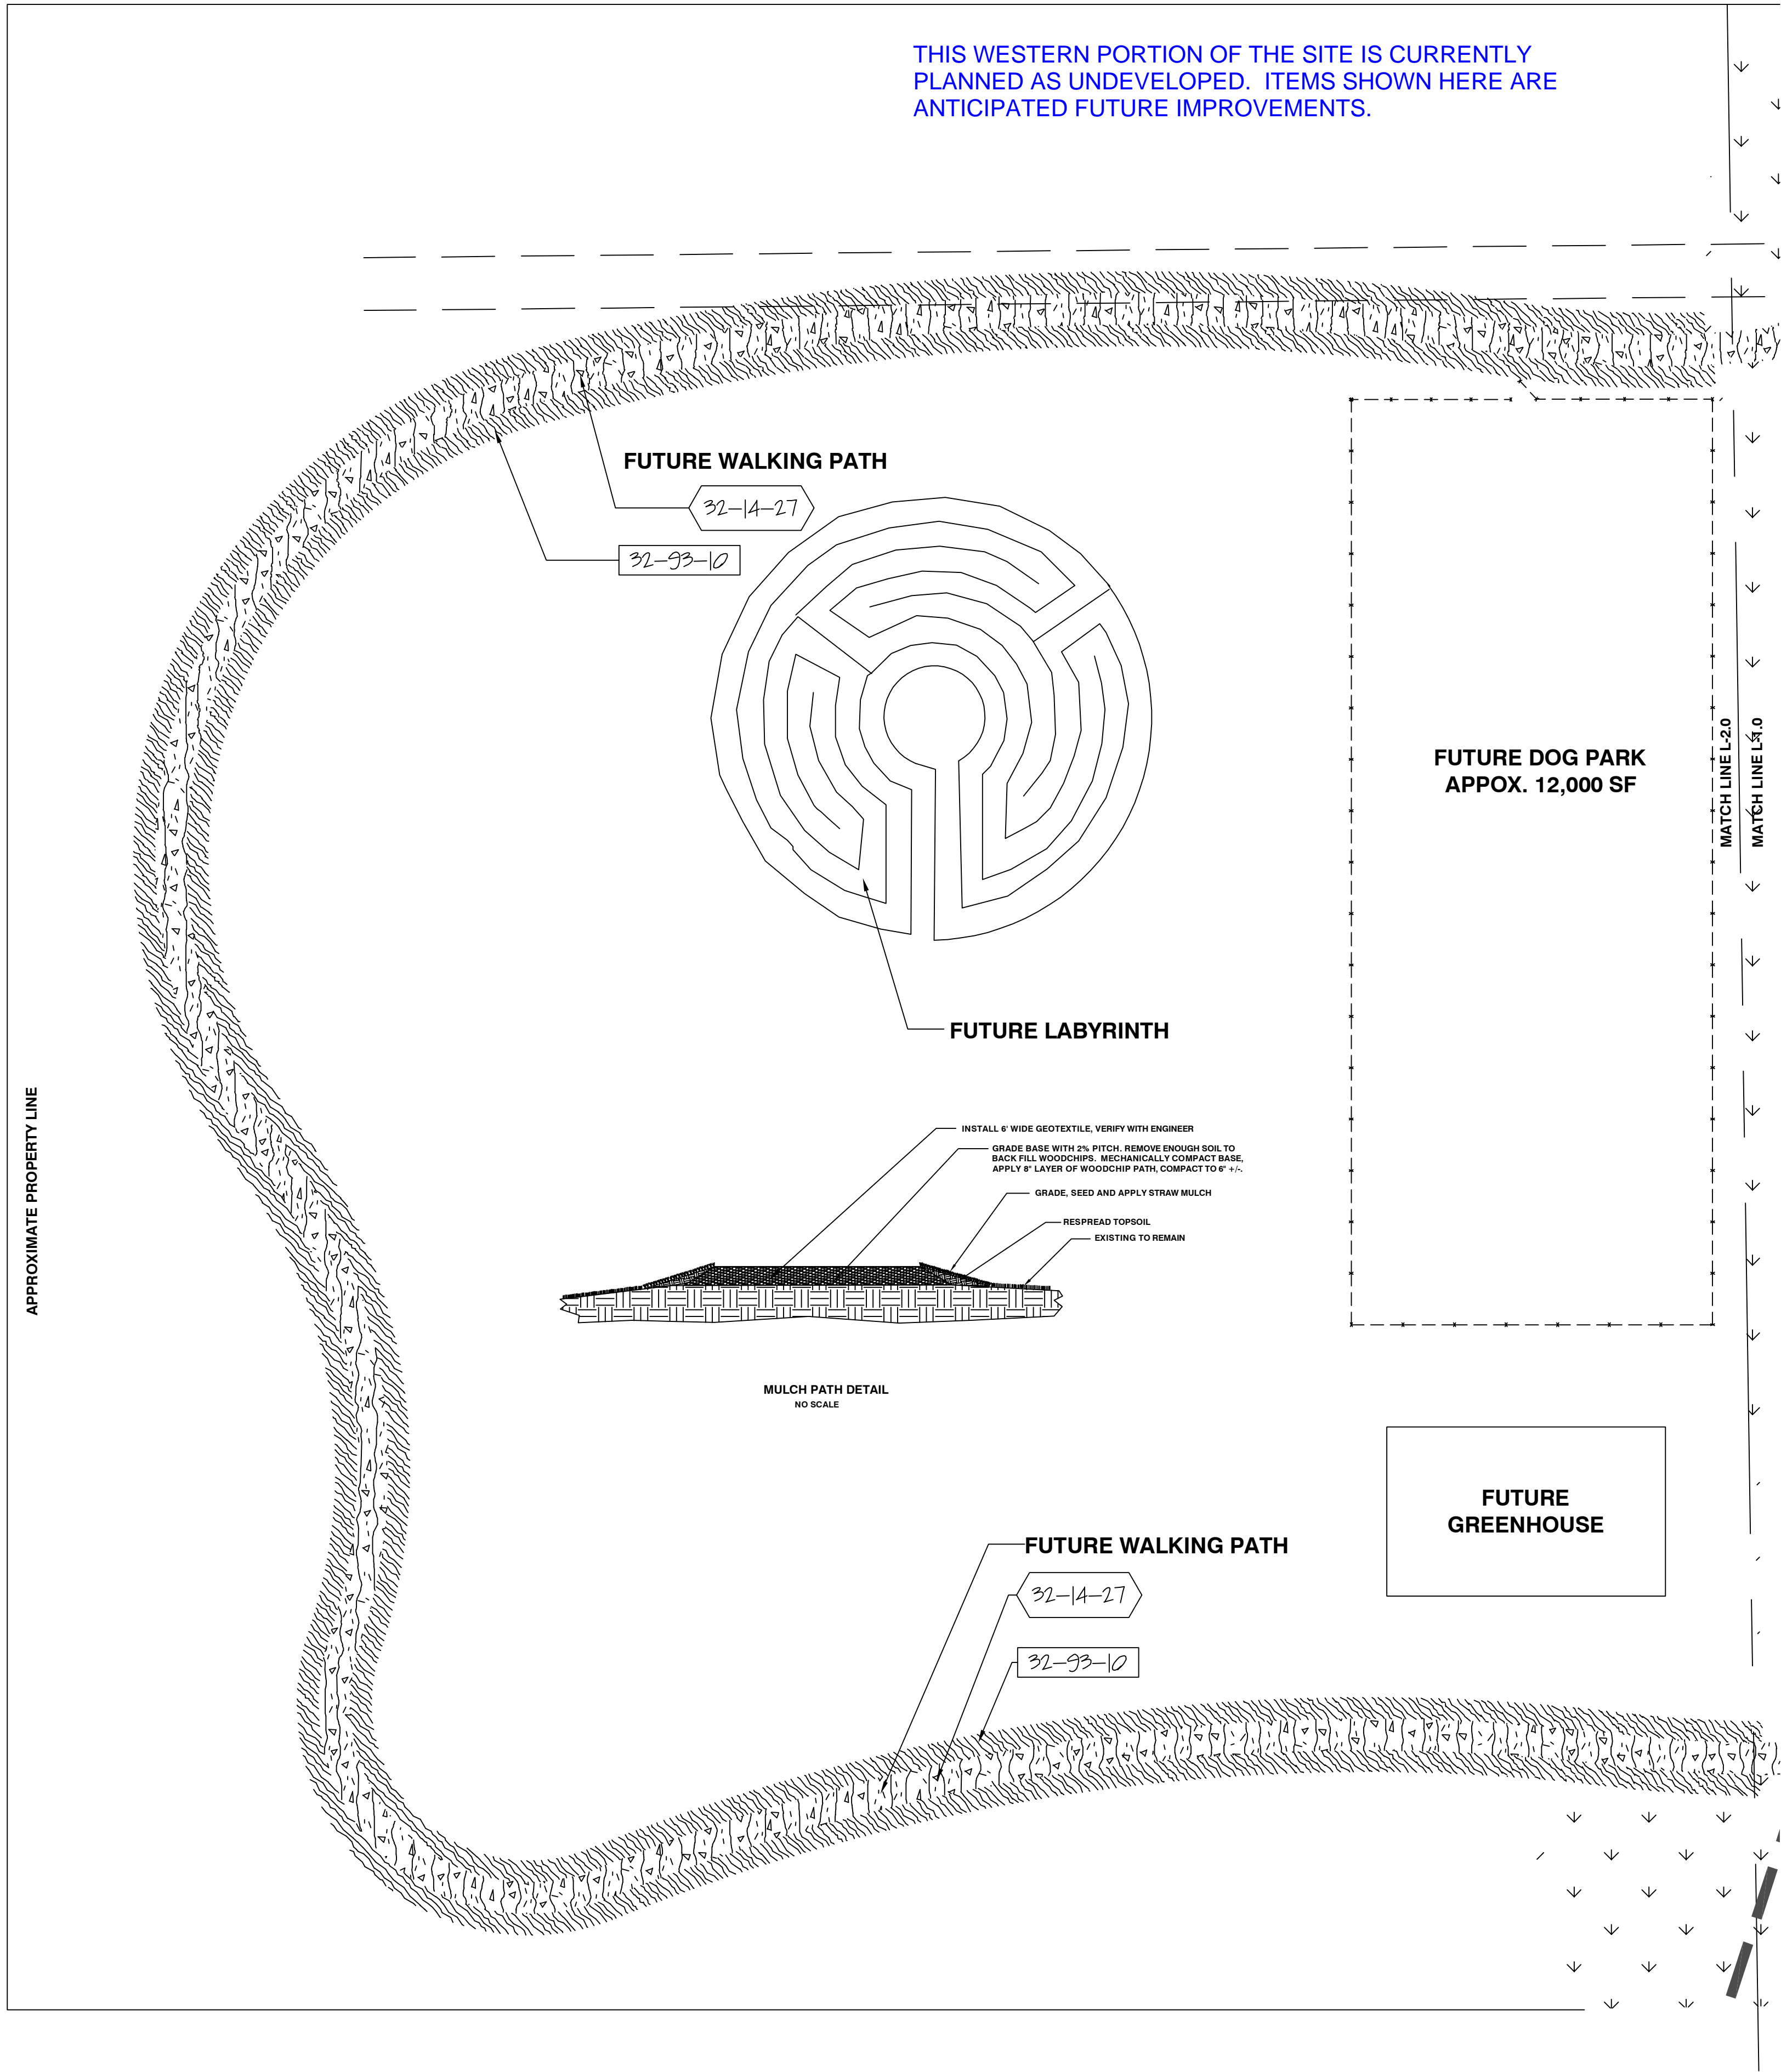 THIS WESTERN PORTION OF THE SITE IS CURRENTLY
PLANNED AS UNDEVELOPED.  ITEMS SHOWN HERE ARE
ANTICIPATED FUTURE IMPROVEMENTS.
FUTURE WALKING PATH
32-14-27
32-93-10
FUTURE DOG PARK
APPOX. 12,000 SF
MATCH LINE L-2.0
MATCH LINE L-1.0
FUTURE LABYRINTH
APPROXIMATE PROPERTY LINE
INSTALL 6' WIDE GEOTEXTILE, VERIFY WITH ENGINEER
GRADE BASE WITH 2% PITCH. REMOVE ENOUGH SOIL TO
BACK FILL WOODCHIPS.  MECHANICALLY COMPACT BASE,
APPLY 8" LAYER OF WOODCHIP PATH, COMPACT TO 6" +/-.
GRADE, SEED AND APPLY STRAW MULCH
RESPREAD TOPSOIL
EXISTING TO REMAIN
MULCH PATH DETAIL
NO SCALE
FUTURE
GREENHOUSE
FUTURE WALKING PATH
32-14-27
32-93-10